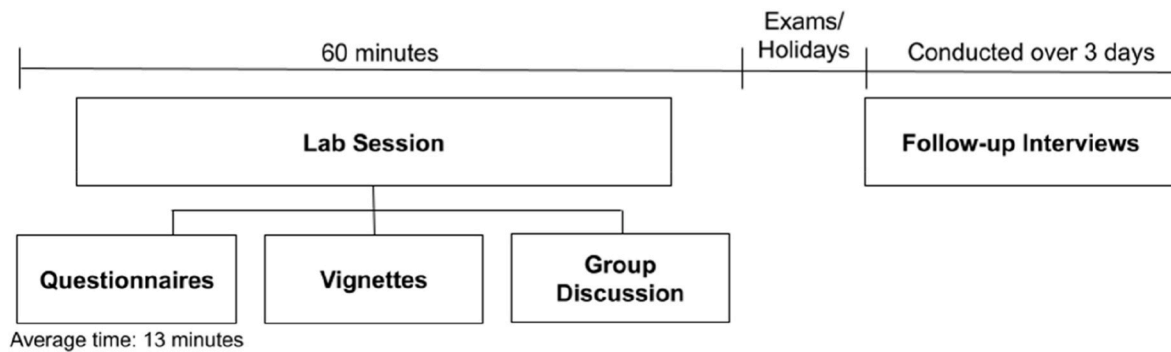 Exams/
Holidays
60 minutes
Conducted over 3 days
Lab Session
Follow-up Interviews
Questionnaires
Vignettes
Group
Discussion
Average time: 13 minutes